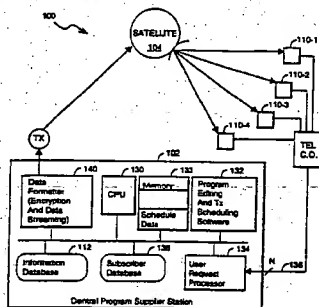 100
SATELLITE
104
110-1
110-2
110-3
110-4
TX
TEL
C.O.
102
140
130
133
132
Data
Formatter
(Encryption
And Data
Streaming)
CPU
Memory
Schedule
Data
Program
Editing
And Tx
Scheduling
Software
112
138
134
N
136
Information
Database
Subscriber
Database
User
Request
Processor
Central Program Supplier Station